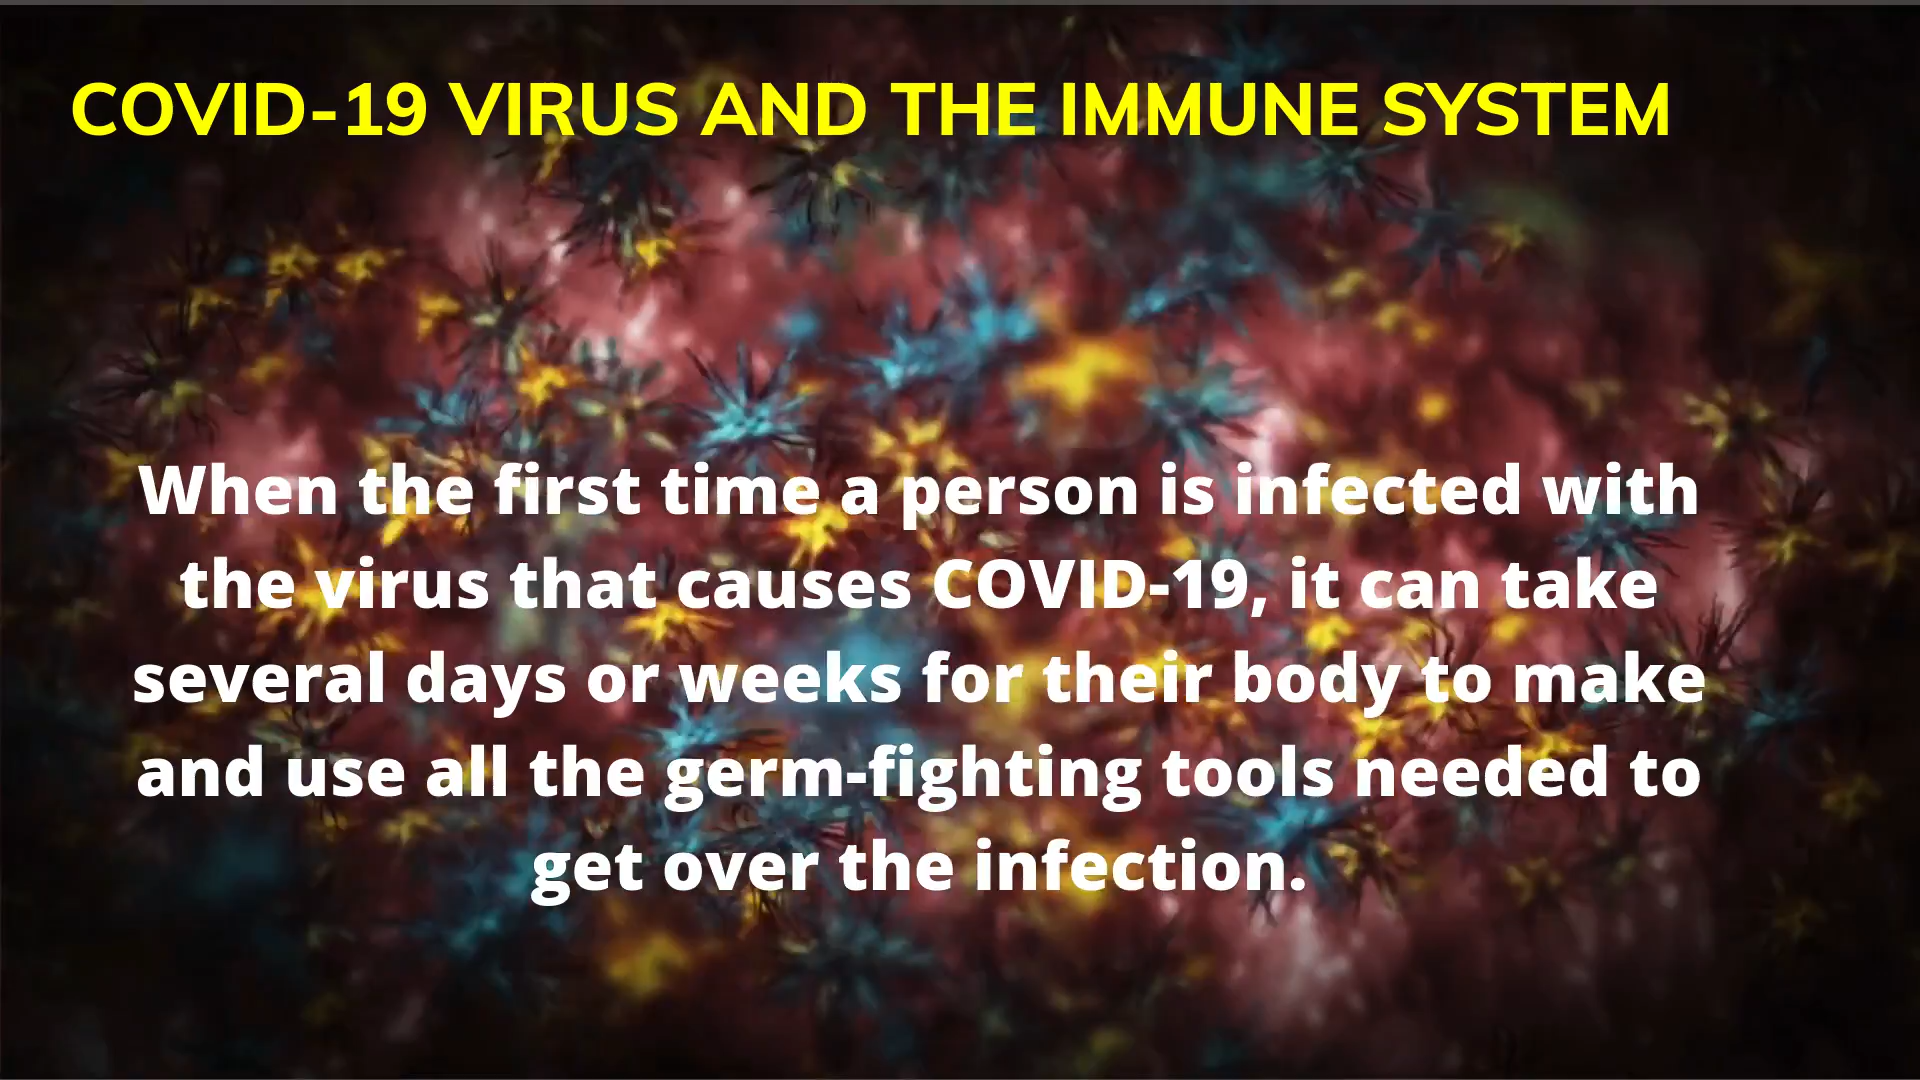 COVID-19 VIRUS AND THE IMMUNE SYSTEM
When the first time a person is infected with
the virus that causes COVID-19, it can take
several days or weeks for their body to make
and use all the germ-fighting tools needed to
get over the infection.